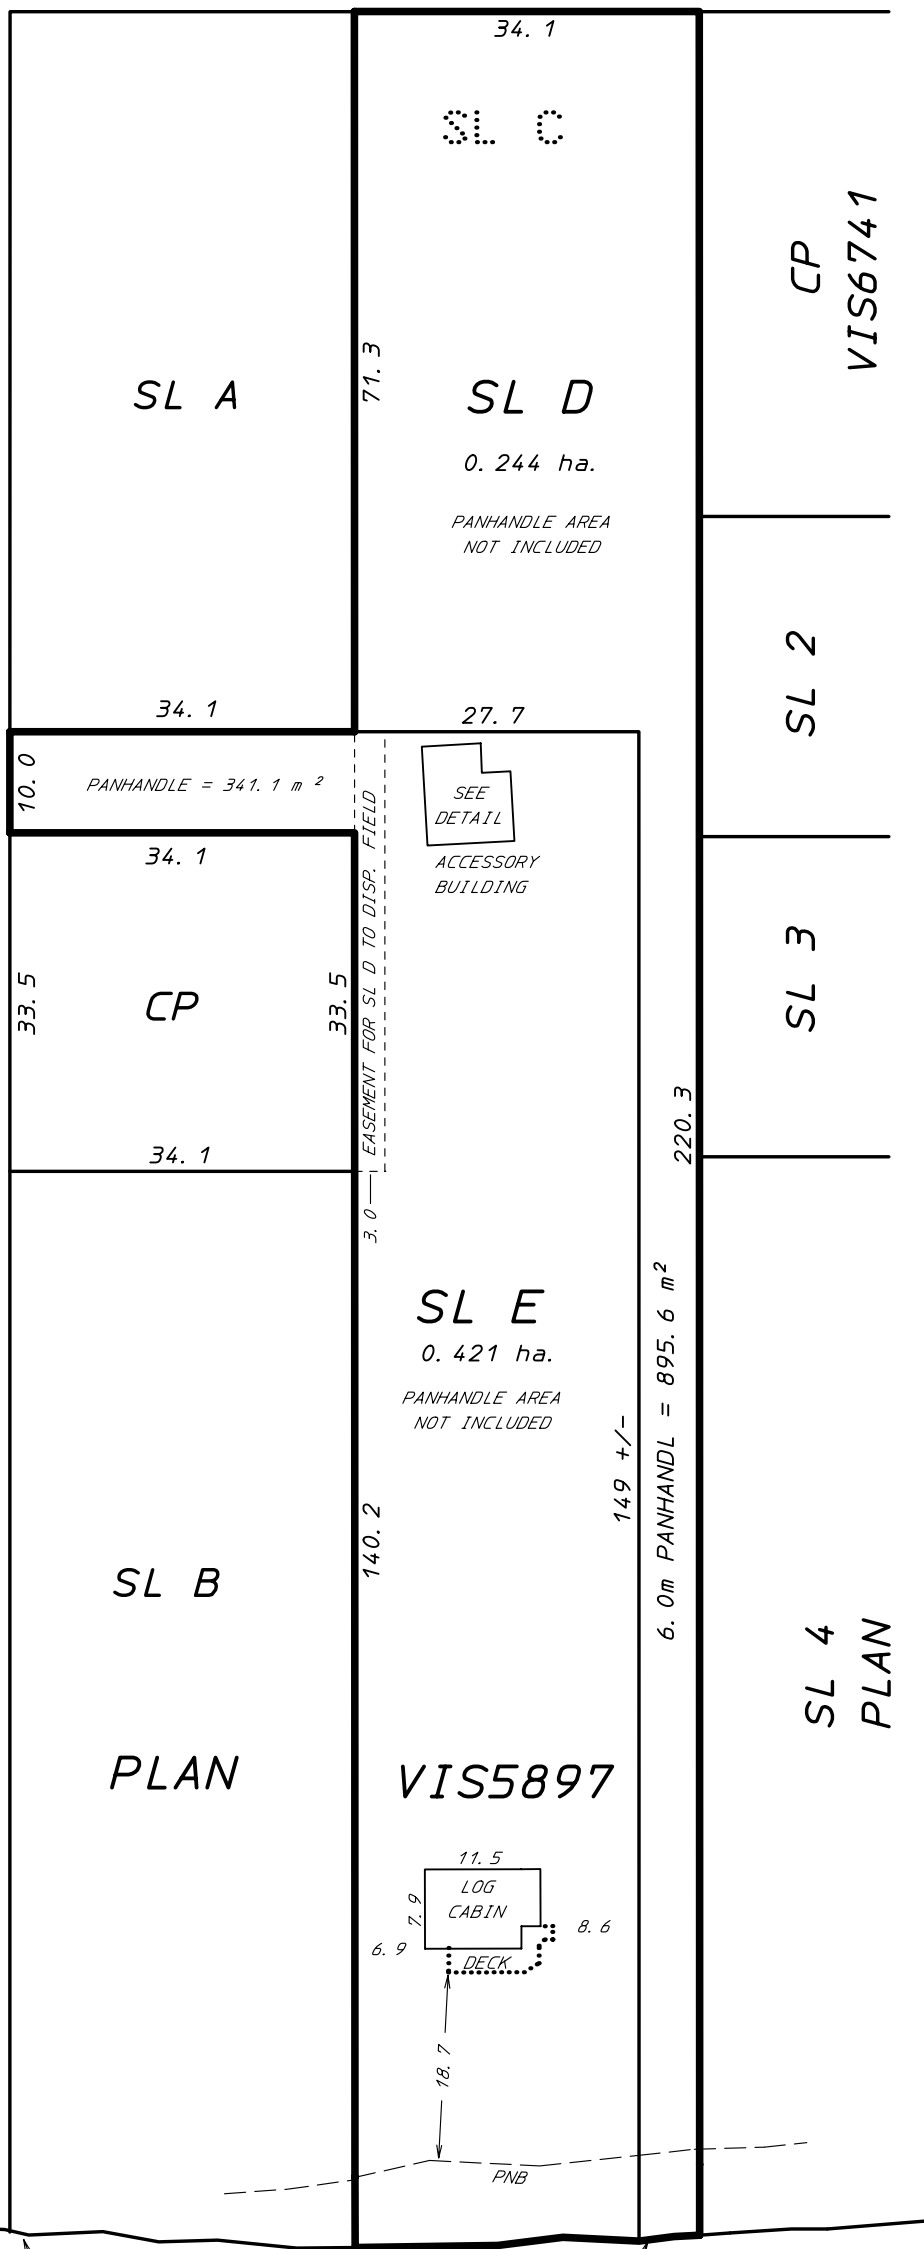 34.1
SL C
CP
VIS6741
71.3
SL A
SL D
0.244 ha.
PANHANDLE AREA
NOT INCLUDED
SL 2
34.1
27.7
10.0
PANHANDLE = 341.1 m²
SEE
DETAIL
34.1
ACCESSORY
BUILDING
EASEMENT FOR SL D TO DISP. FIELD
SL 3
33.5
CP
33.5
220.3
34.1
3.0
SL E
0.421 ha.
PANHANDLE AREA
NOT INCLUDED
149 +/-
6.0m PANHANDL = 895.6 m²
140.2
SL B
SL 4
PLAN
PLAN
VIS5897
11.5
LOG
CABIN
7.9
8.6
6.9
DECK
18.7
PNB